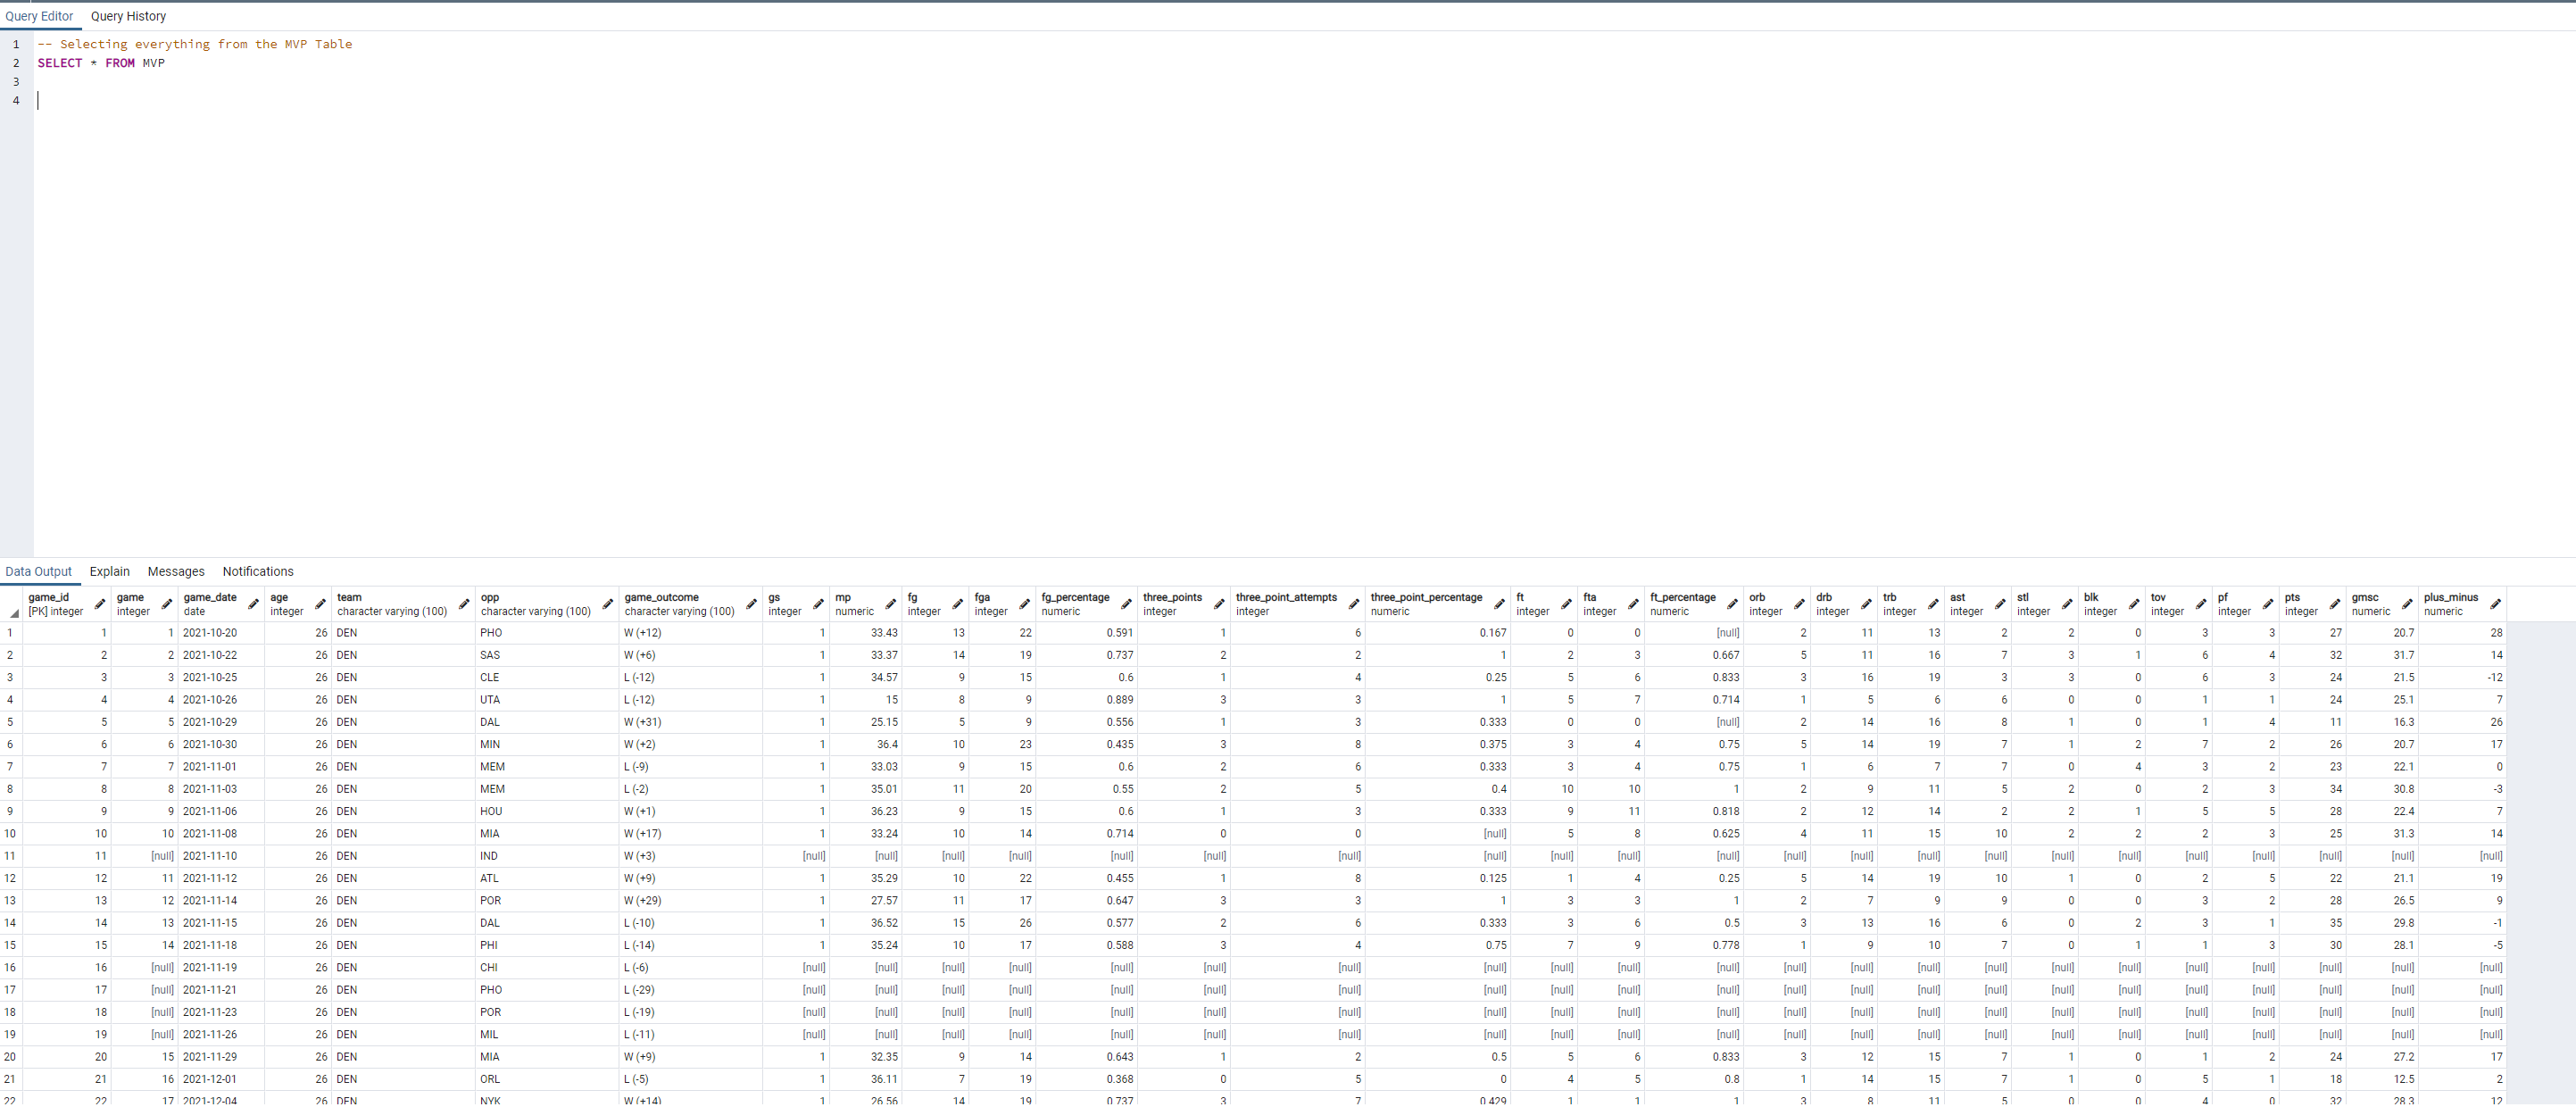 Query Editor Query History
1 -- Selecting everything from the MVP Table
2 SELECT * FROM MVP
3
4
Data Output Explain Messages Notifications
game_id game game_date age team opp game_outcome gs mp fg fga fg_percentage three_points three_point_attempts three_point_percentage ft fta ft_percentage orb drb trb ast stl blk tov pf pts gmsc plus_minus
[PK] integer integer date integer character varying (100) character varying (100) character varying (100) integer numeric integer integer numeric integer integer numeric integer integer numeric integer integer integer integer integer integer integer integer integer numeric numeric
1 1 1 2021-10-20 26 DEN PHO W (+12) 1 33.43 13 22 0.591 1 6 0.167 0 0 [null] 2 11 13 2 2 0 3 3 27 20.7 28
2 2 2 2021-10-22 26 DEN SAS W (+6) 1 33.37 14 19 0.737 2 2 1 2 3 0.667 5 11 16 7 3 1 6 4 32 31.7 14
3 3 3 2021-10-25 26 DEN CLE L (-12) 1 34.57 9 15 0.6 1 4 0.25 5 6 0.833 3 16 19 3 3 0 6 3 24 21.5 -12
4 4 4 2021-10-26 26 DEN UTA L (-12) 1 15 8 9 0.889 3 3 1 5 7 0.714 1 5 6 6 0 0 1 1 24 25.1 7
5 5 5 2021-10-29 26 DEN DAL W (+31) 1 25.15 5 9 0.556 1 3 0.333 0 0 [null] 2 14 16 8 1 0 1 4 11 16.3 26
6 6 6 2021-10-30 26 DEN MIN W (+2) 1 36.4 10 23 0.435 3 8 0.375 3 4 0.75 5 14 19 7 1 2 7 2 26 20.7 17
7 7 7 2021-11-01 26 DEN MEM L (-9) 1 33.03 9 15 0.6 2 6 0.333 3 4 0.75 1 6 7 7 0 4 3 2 23 22.1 0
8 8 8 2021-11-03 26 DEN MEM L (-2) 1 35.01 11 20 0.55 2 5 0.4 10 10 1 2 9 11 5 2 0 2 3 34 30.8 -3
9 9 9 2021-11-06 26 DEN HOU W (+1) 1 36.23 9 15 0.6 1 3 0.333 9 11 0.818 2 12 14 2 2 1 5 5 28 22.4 7
10 10 10 2021-11-08 26 DEN MIA W (+17) 1 33.24 10 14 0.714 0 0 [null] 5 8 0.625 4 11 15 10 2 2 2 3 25 31.3 14
11 11 [null] 2021-11-10 26 DEN IND W (+3) [null] [null] [null] [null] [null] [null] [null] [null] [null] [null] [null] [null] [null] [null] [null] [null] [null] [null] [null] [null] [null] [null]
12 12 11 2021-11-12 26 DEN ATL W (+9) 1 35.29 10 22 0.455 1 8 0.125 1 4 0.25 5 14 19 10 1 0 2 5 22 21.1 19
13 13 12 2021-11-14 26 DEN POR W (+29) 1 27.57 11 17 0.647 3 3 1 3 3 1 2 7 9 9 0 0 3 2 28 26.5 9
14 14 13 2021-11-15 26 DEN DAL L (-10) 1 36.52 15 26 0.577 2 6 0.333 3 6 0.5 3 13 16 6 0 2 3 1 35 29.8 -1
15 15 14 2021-11-18 26 DEN PHI L (-14) 1 35.24 10 17 0.588 3 4 0.75 7 9 0.778 1 9 10 7 0 1 1 3 30 28.1 -5
16 16 [null] 2021-11-19 26 DEN CHI L (-6) [null] [null] [null] [null] [null] [null] [null] [null] [null] [null] [null] [null] [null] [null] [null] [null] [null] [null] [null] [null] [null] [null]
17 17 [null] 2021-11-21 26 DEN PHO L (-29) [null] [null] [null] [null] [null] [null] [null] [null] [null] [null] [null] [null] [null] [null] [null] [null] [null] [null] [null] [null] [null] [null]
18 18 [null] 2021-11-23 26 DEN POR L (-19) [null] [null] [null] [null] [null] [null] [null] [null] [null] [null] [null] [null] [null] [null] [null] [null] [null] [null] [null] [null] [null] [null]
19 19 [null] 2021-11-26 26 DEN MIL L (-11) [null] [null] [null] [null] [null] [null] [null] [null] [null] [null] [null] [null] [null] [null] [null] [null] [null] [null] [null] [null] [null] [null]
20 20 15 2021-11-29 26 DEN MIA W (+9) 1 32.35 9 14 0.643 1 2 0.5 5 6 0.833 3 12 15 7 1 0 1 2 24 27.2 17
21 21 16 2021-12-01 26 DEN ORL L (-5) 1 36.11 7 19 0.368 0 5 0 4 5 0.8 1 14 15 7 1 0 5 1 18 12.5 2
22 22 17 2021-12-04 26 DEN NYK W (+14) 1 26.56 14 19 0.737 3 7 0.429 1 1 1 3 8 11 5 0 0 4 0 32 28.3 12